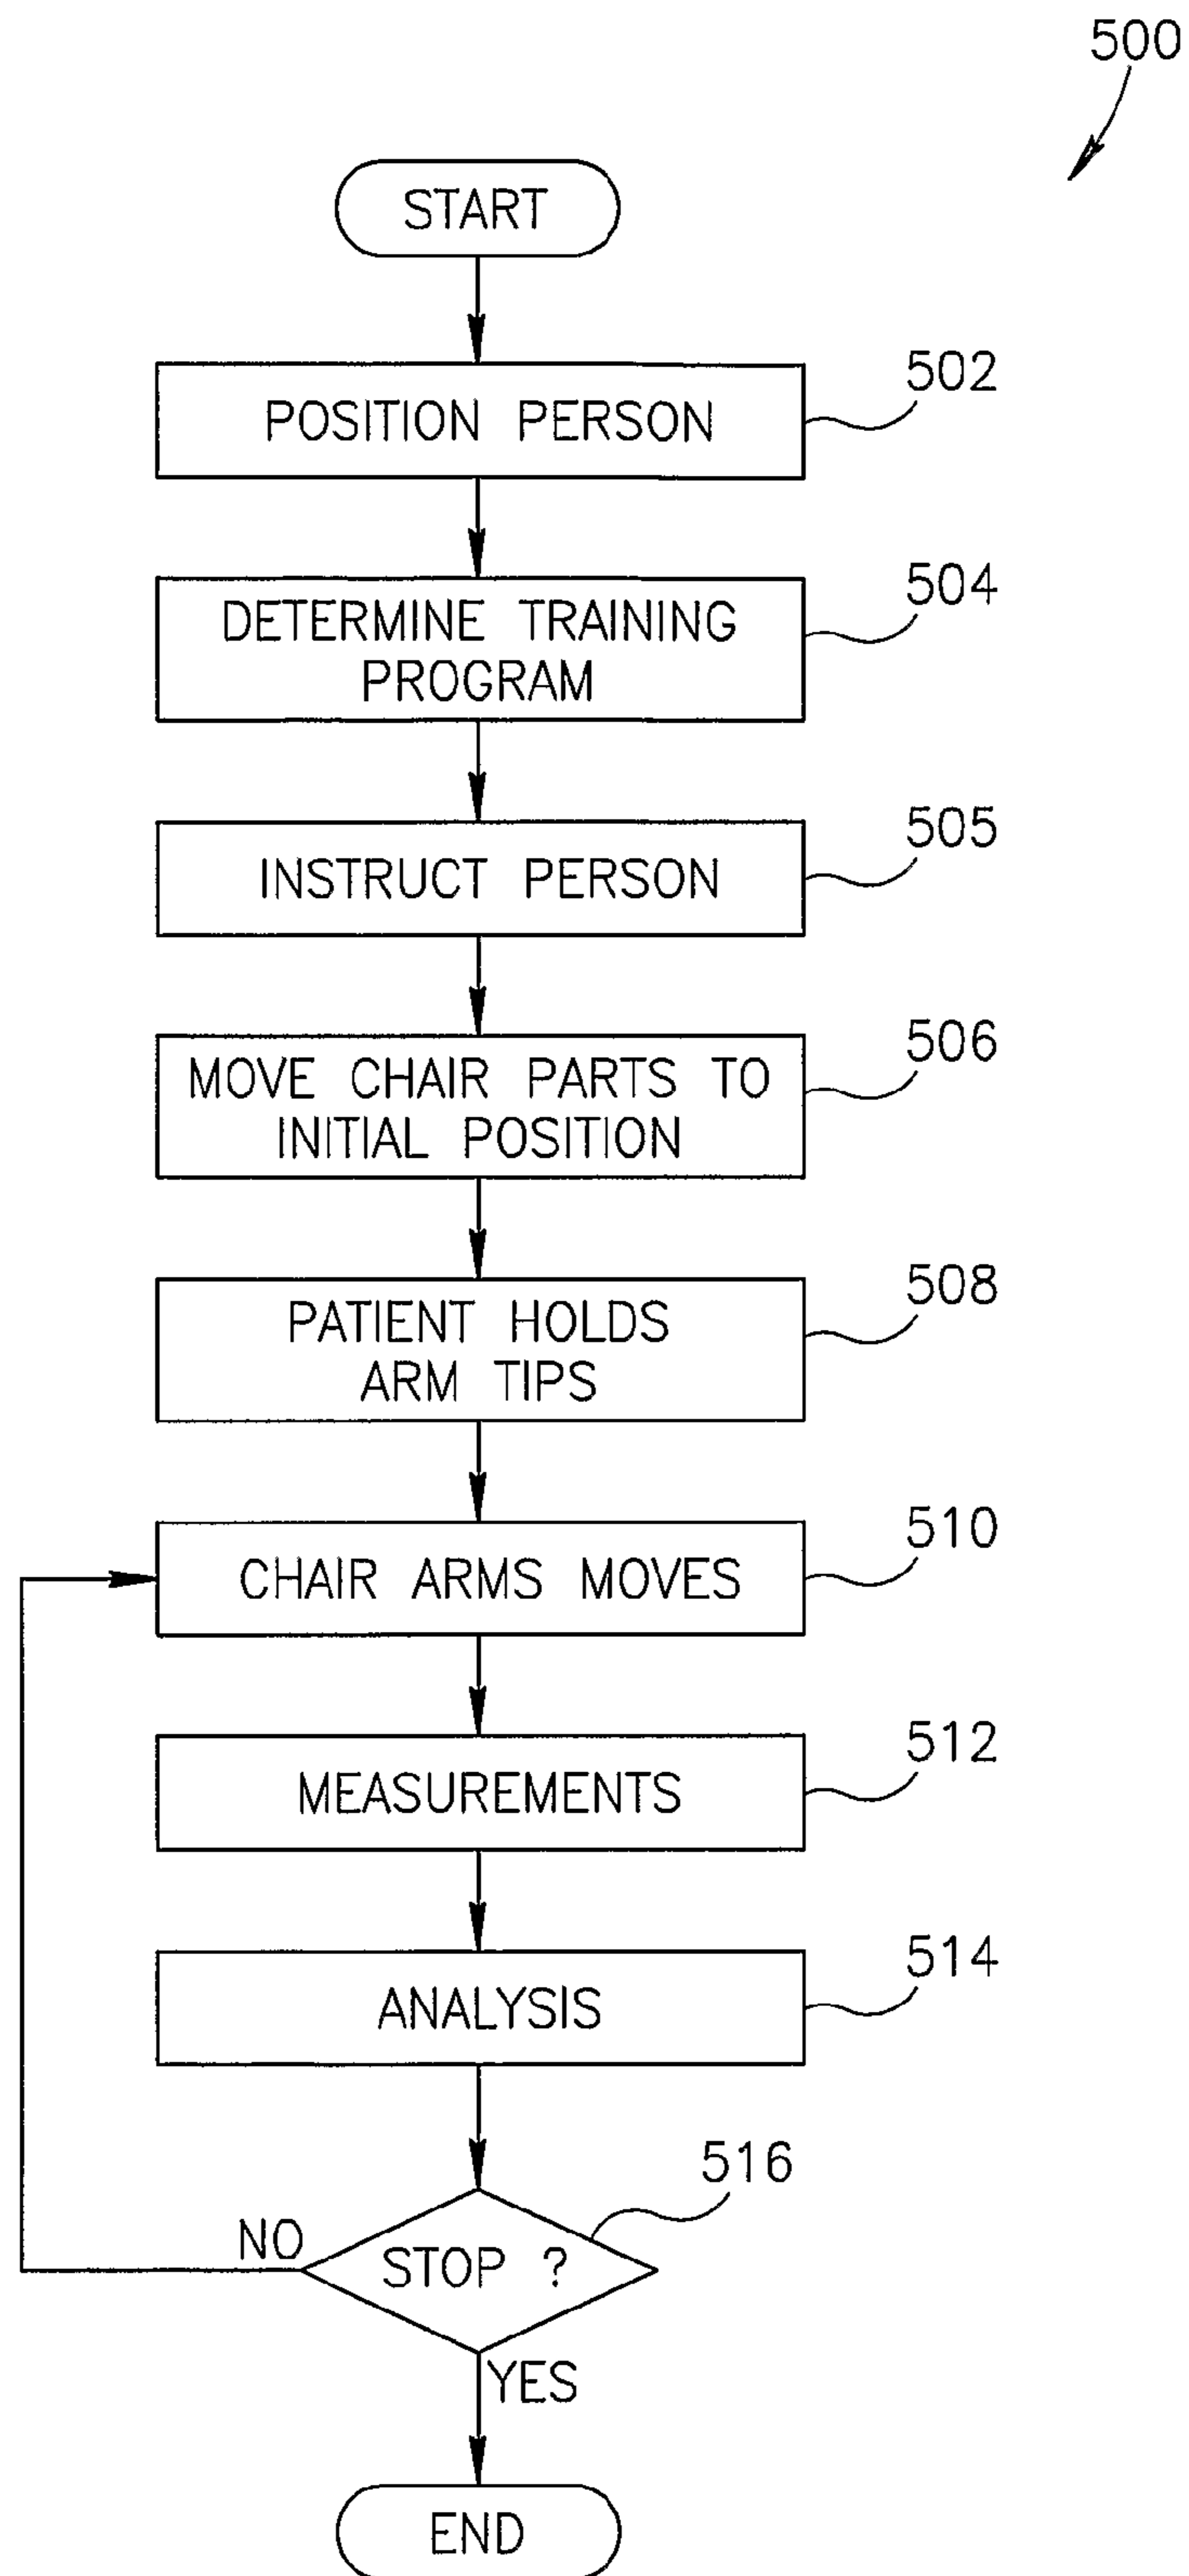 500
START
POSITION PERSON
502
DETERMINE TRAINING
PROGRAM
504
INSTRUCT PERSON
505
MOVE CHAIR PARTS TO
INITIAL POSITION
506
PATIENT HOLDS
ARM TIPS
508
CHAIR ARMS MOVES
510
MEASUREMENTS
512
ANALYSIS
514
516
NO
STOP ?
YES
END